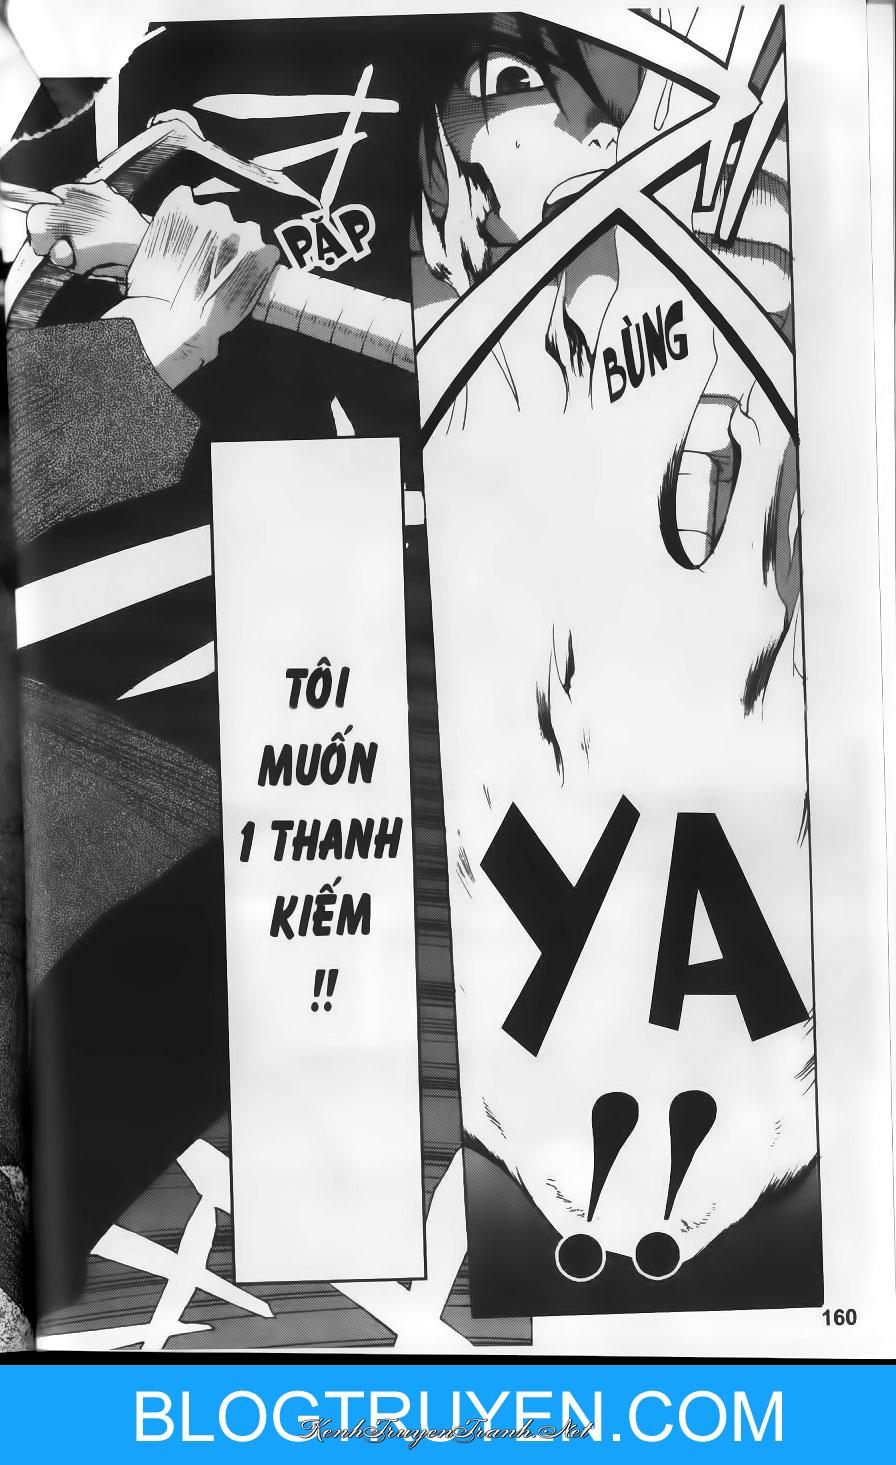 PẶP
BÙNG
YA
!!
TÔI
MUỐN
1 THANH
KIẾM
!!
160
BLOGTRUYEN.COM
KenhTruyenTranh.Net